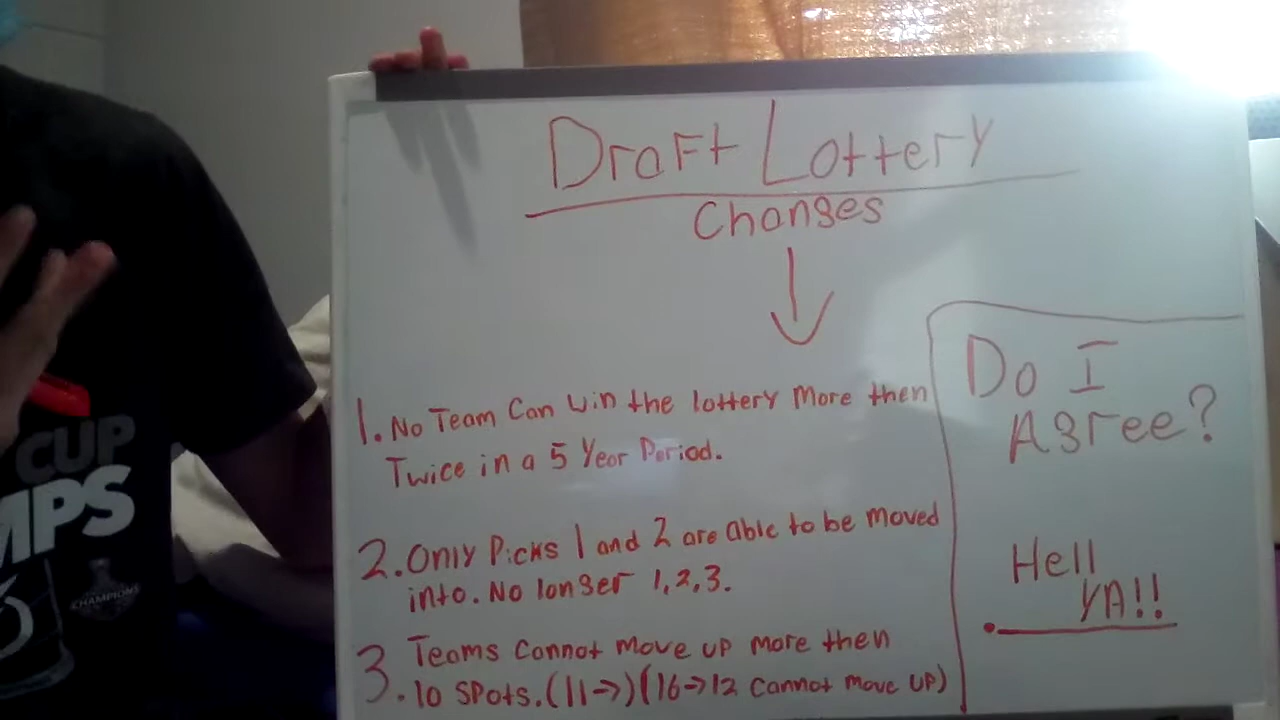 Draft Lottery
Changes
1. No Team Can Win the lottery More then
Twice in a 5 Year Period.
2. Only Picks 1 and 2 are able to be moved
into. No longer 1,2,3.
3. Teams Cannot move up more then
10 spots. (11→)(16→12 cannot move up)
Do I
Agree?
Hell
YA!!
CUP
MPS
CHAMPIONS